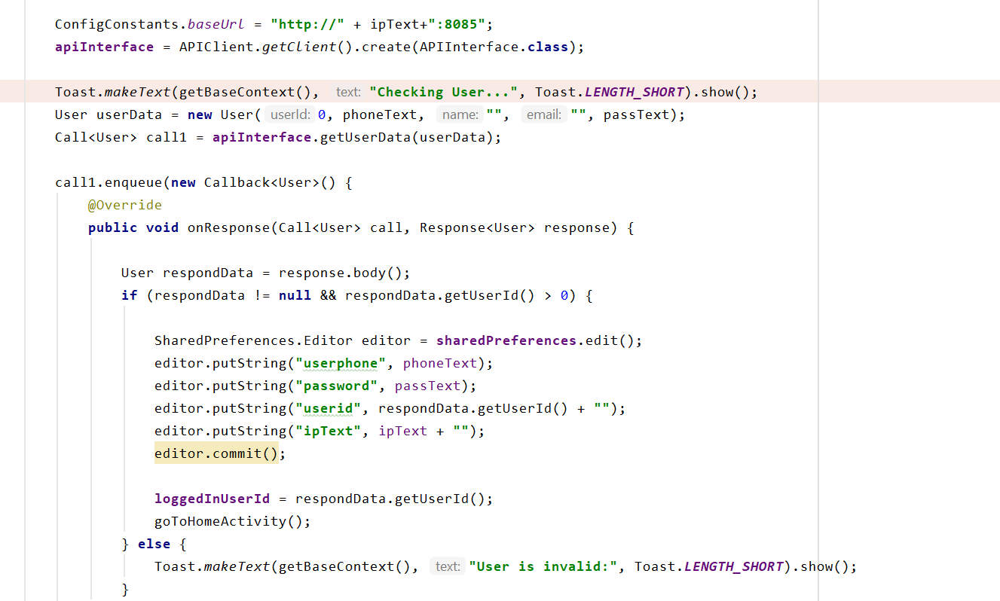 ConfigConstants.baseUrl = "http://" + ipText+":8085";
apiInterface = APIClient.getClient().create(APIInterface.class);
Toast.makeText(getBaseContext(), text: "Checking User...", Toast.LENGTH_SHORT).show();
User userData = new User( userId: 0, phoneText, name: "", email: "", passText);
Call<User> call1 = apiInterface.getUserData(userData);
call1.enqueue(new Callback<User>() {
@Override
public void onResponse(Call<User> call, Response<User> response) {
User respondData = response.body();
if (respondData != null && respondData.getUserId() > 0) {
SharedPreferences.Editor editor = sharedPreferences.edit();
editor.putString("userphone", phoneText);
editor.putString("password", passText);
editor.putString("userid", respondData.getUserId() + "");
editor.putString("ipText", ipText + "");
editor.commit();
loggedInUserId = respondData.getUserId();
goToHomeActivity();
} else {
Toast.makeText(getBaseContext(), text: "User is invalid:", Toast.LENGTH_SHORT).show();
}